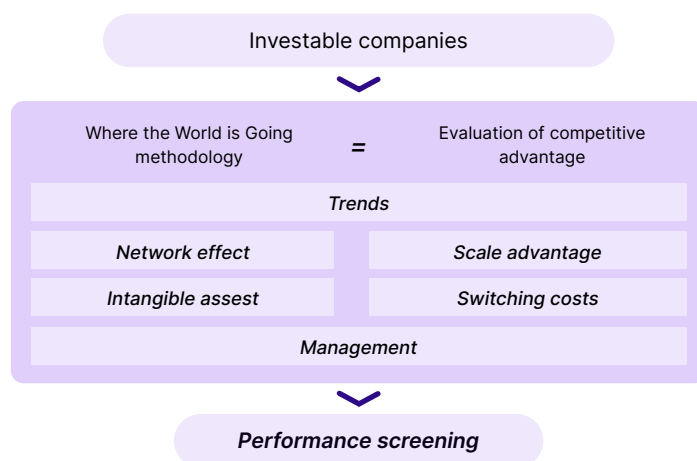 Investable companies
Where the World is Going
methodology
=
Evaluation of competitive
advantage
Trends
Network effect
Scale advantage
Intangible assest
Switching costs
Management
Performance screening